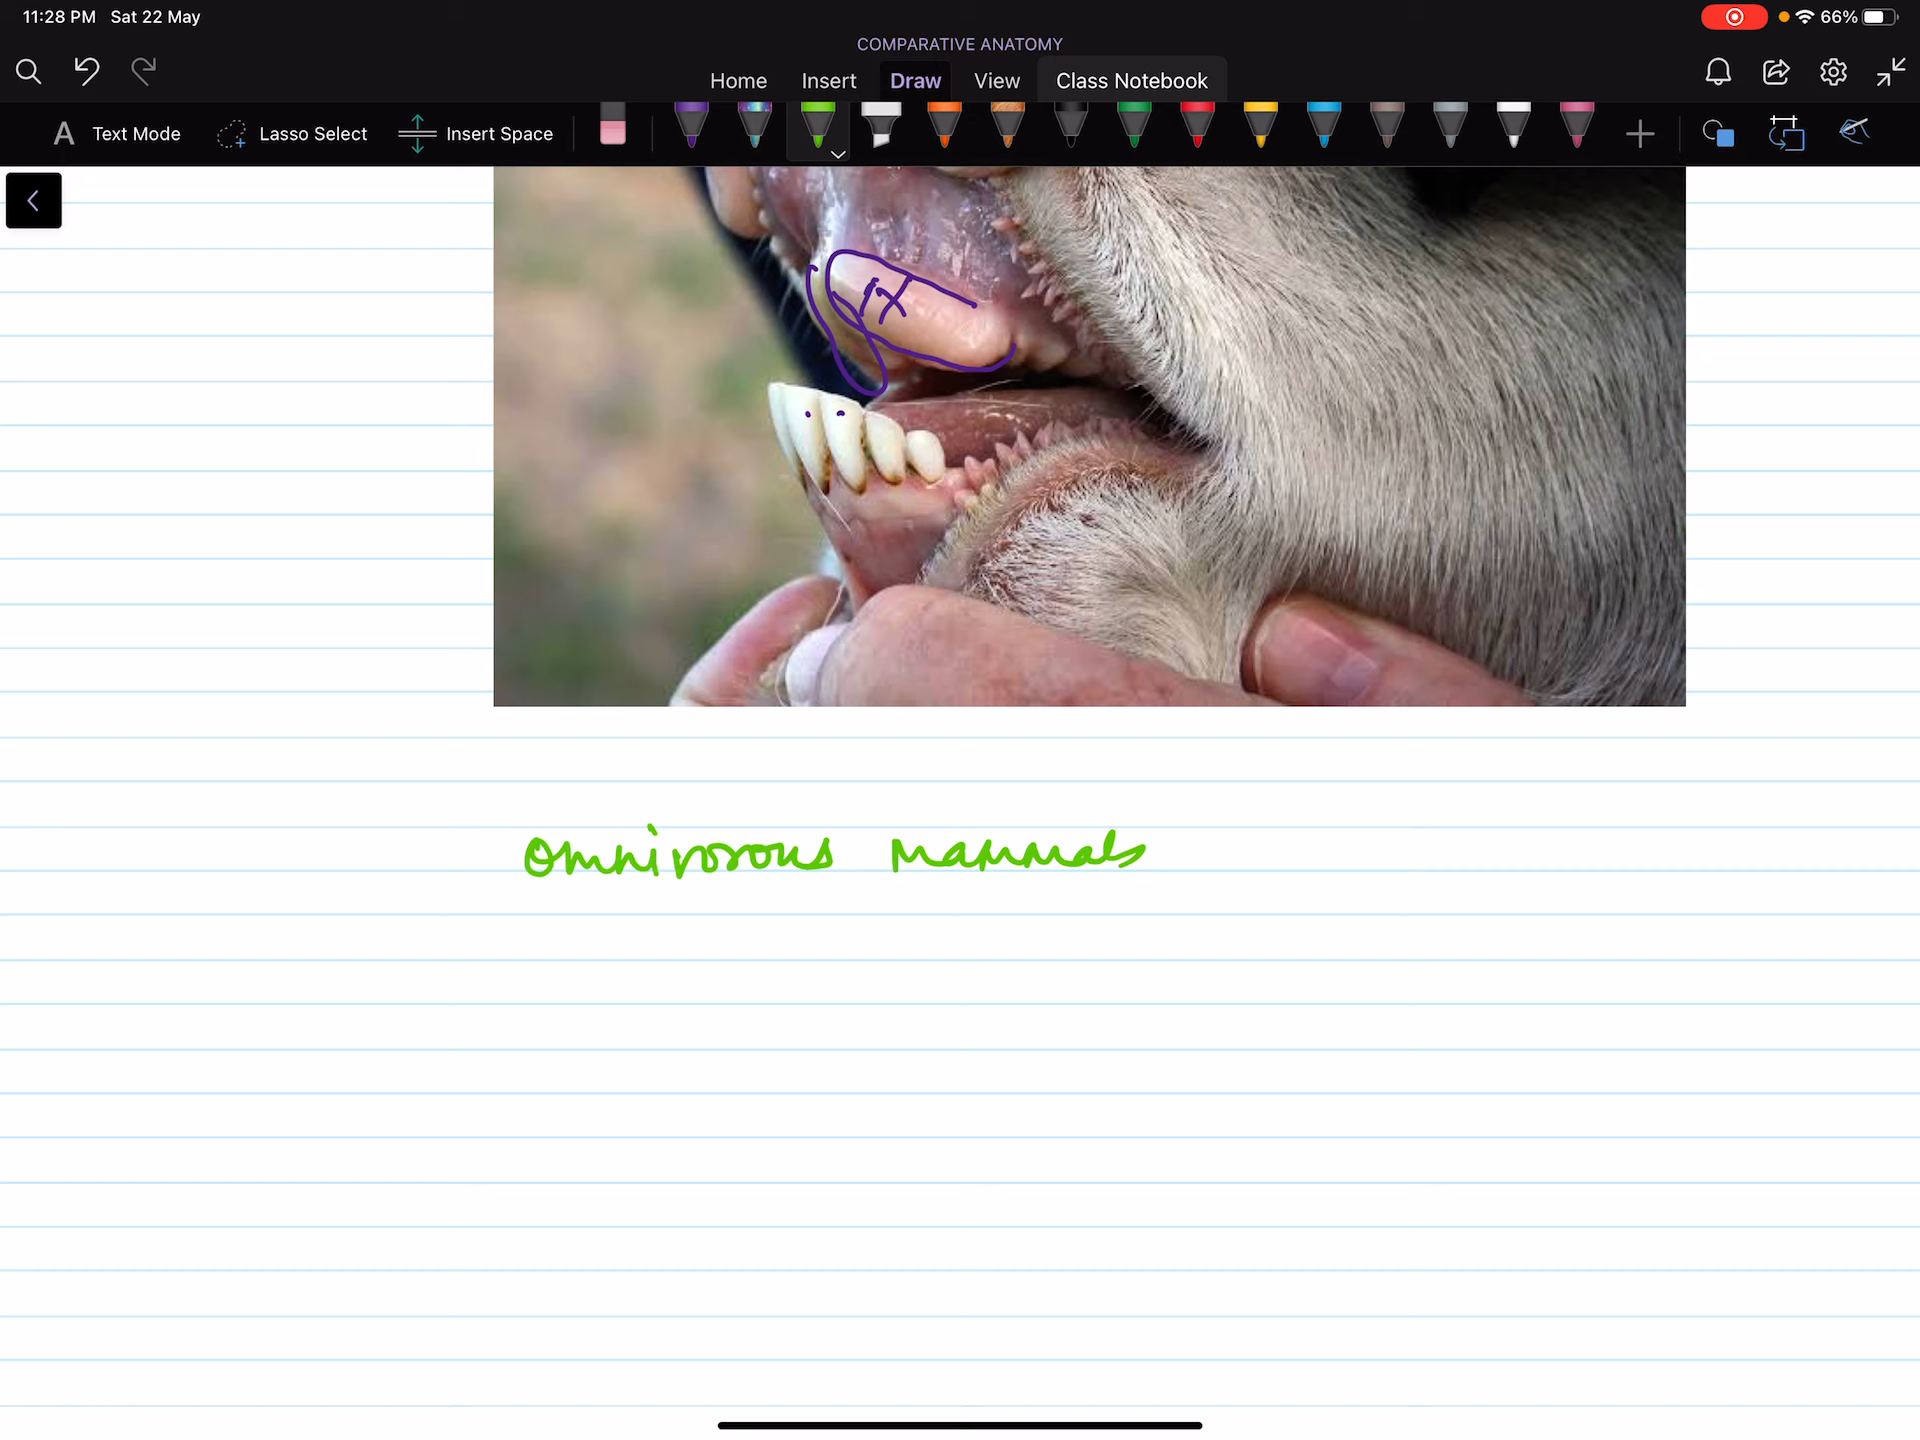 11:28 PM Sat 22 May 66%
COMPARATIVE ANATOMY
Home Insert Draw View Class Notebook
A Text Mode Lasso Select Insert Space
Omnivorous Mammals